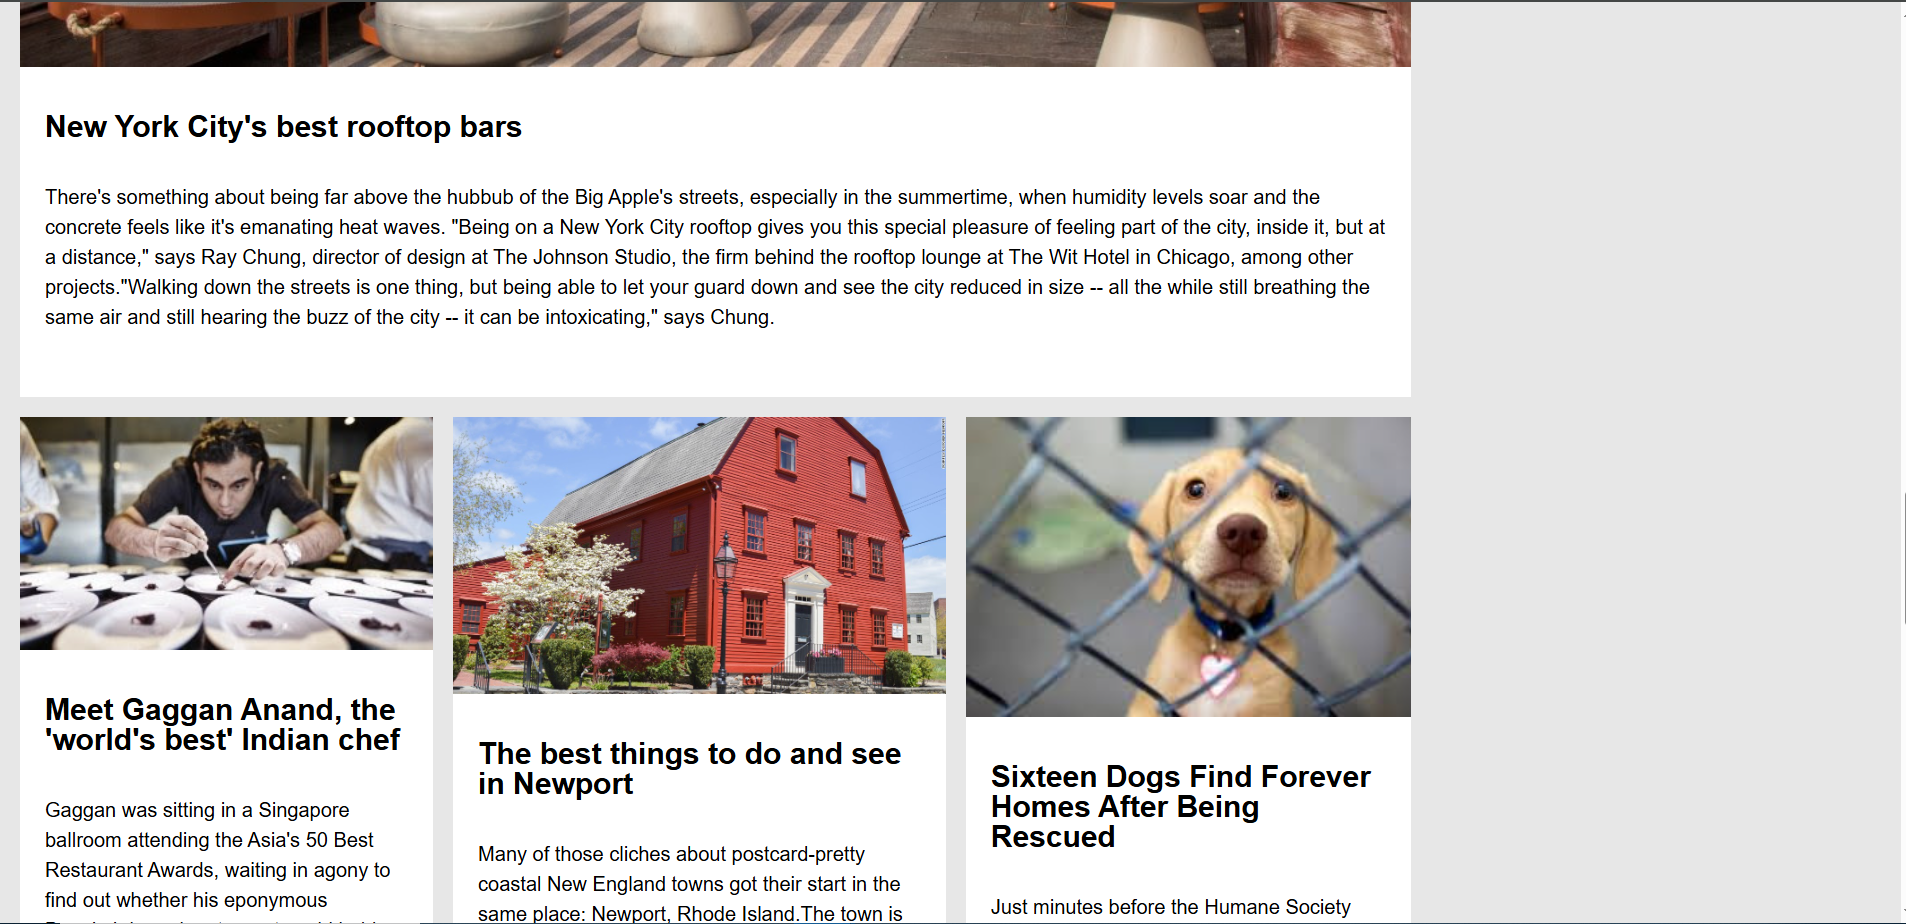 New York City's best rooftop bars
There's something about being far above the hubbub of the Big Apple's streets, especially in the summertime, when humidity levels soar and the
concrete feels like it's emanating heat waves. "Being on a New York City rooftop gives you this special pleasure of feeling part of the city, inside it, but at
a distance," says Ray Chung, director of design at The Johnson Studio, the firm behind the rooftop lounge at The Wit Hotel in Chicago, among other
projects."Walking down the streets is one thing, but being able to let your guard down and see the city reduced in size -- all the while still breathing the
same air and still hearing the buzz of the city -- it can be intoxicating," says Chung.
Meet Gaggan Anand, the
'world's best' Indian chef
Gaggan was sitting in a Singapore
ballroom attending the Asia's 50 Best
Restaurant Awards, waiting in agony to
find out whether his eponymous
The best things to do and see
in Newport
Many of those cliches about postcard-pretty
coastal New England towns got their start in the
same place: Newport, Rhode Island.The town is
Sixteen Dogs Find Forever
Homes After Being
Rescued
Just minutes before the Humane Society